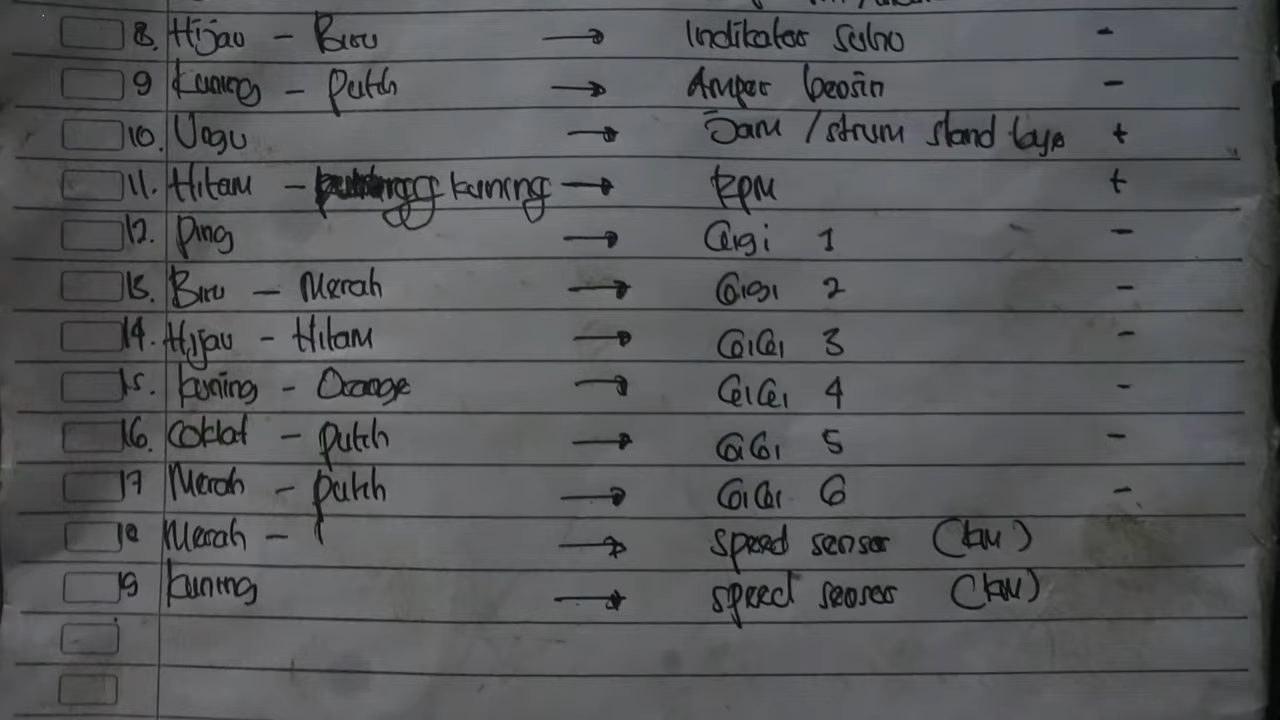 8. Hijau - Biru → Indikator
9 kuning - putih → Amper bensin -
10. Ungu → Jam / strum stand baya +
11. Hitam - kuning → Rpm +
12. Ping → Gigi 1 -
13. Biru - Merah → Gigi 2 -
14. Hijau - Hitam → GiGi 3 -
15. kuning - Orange → GiGi 4 -
16. Coklat - putih → GiGi 5 -
17 Merah - putih → GiGi 6 -
18 Merah - → speed sensor (km)
19 kuning → speed sensor (km)